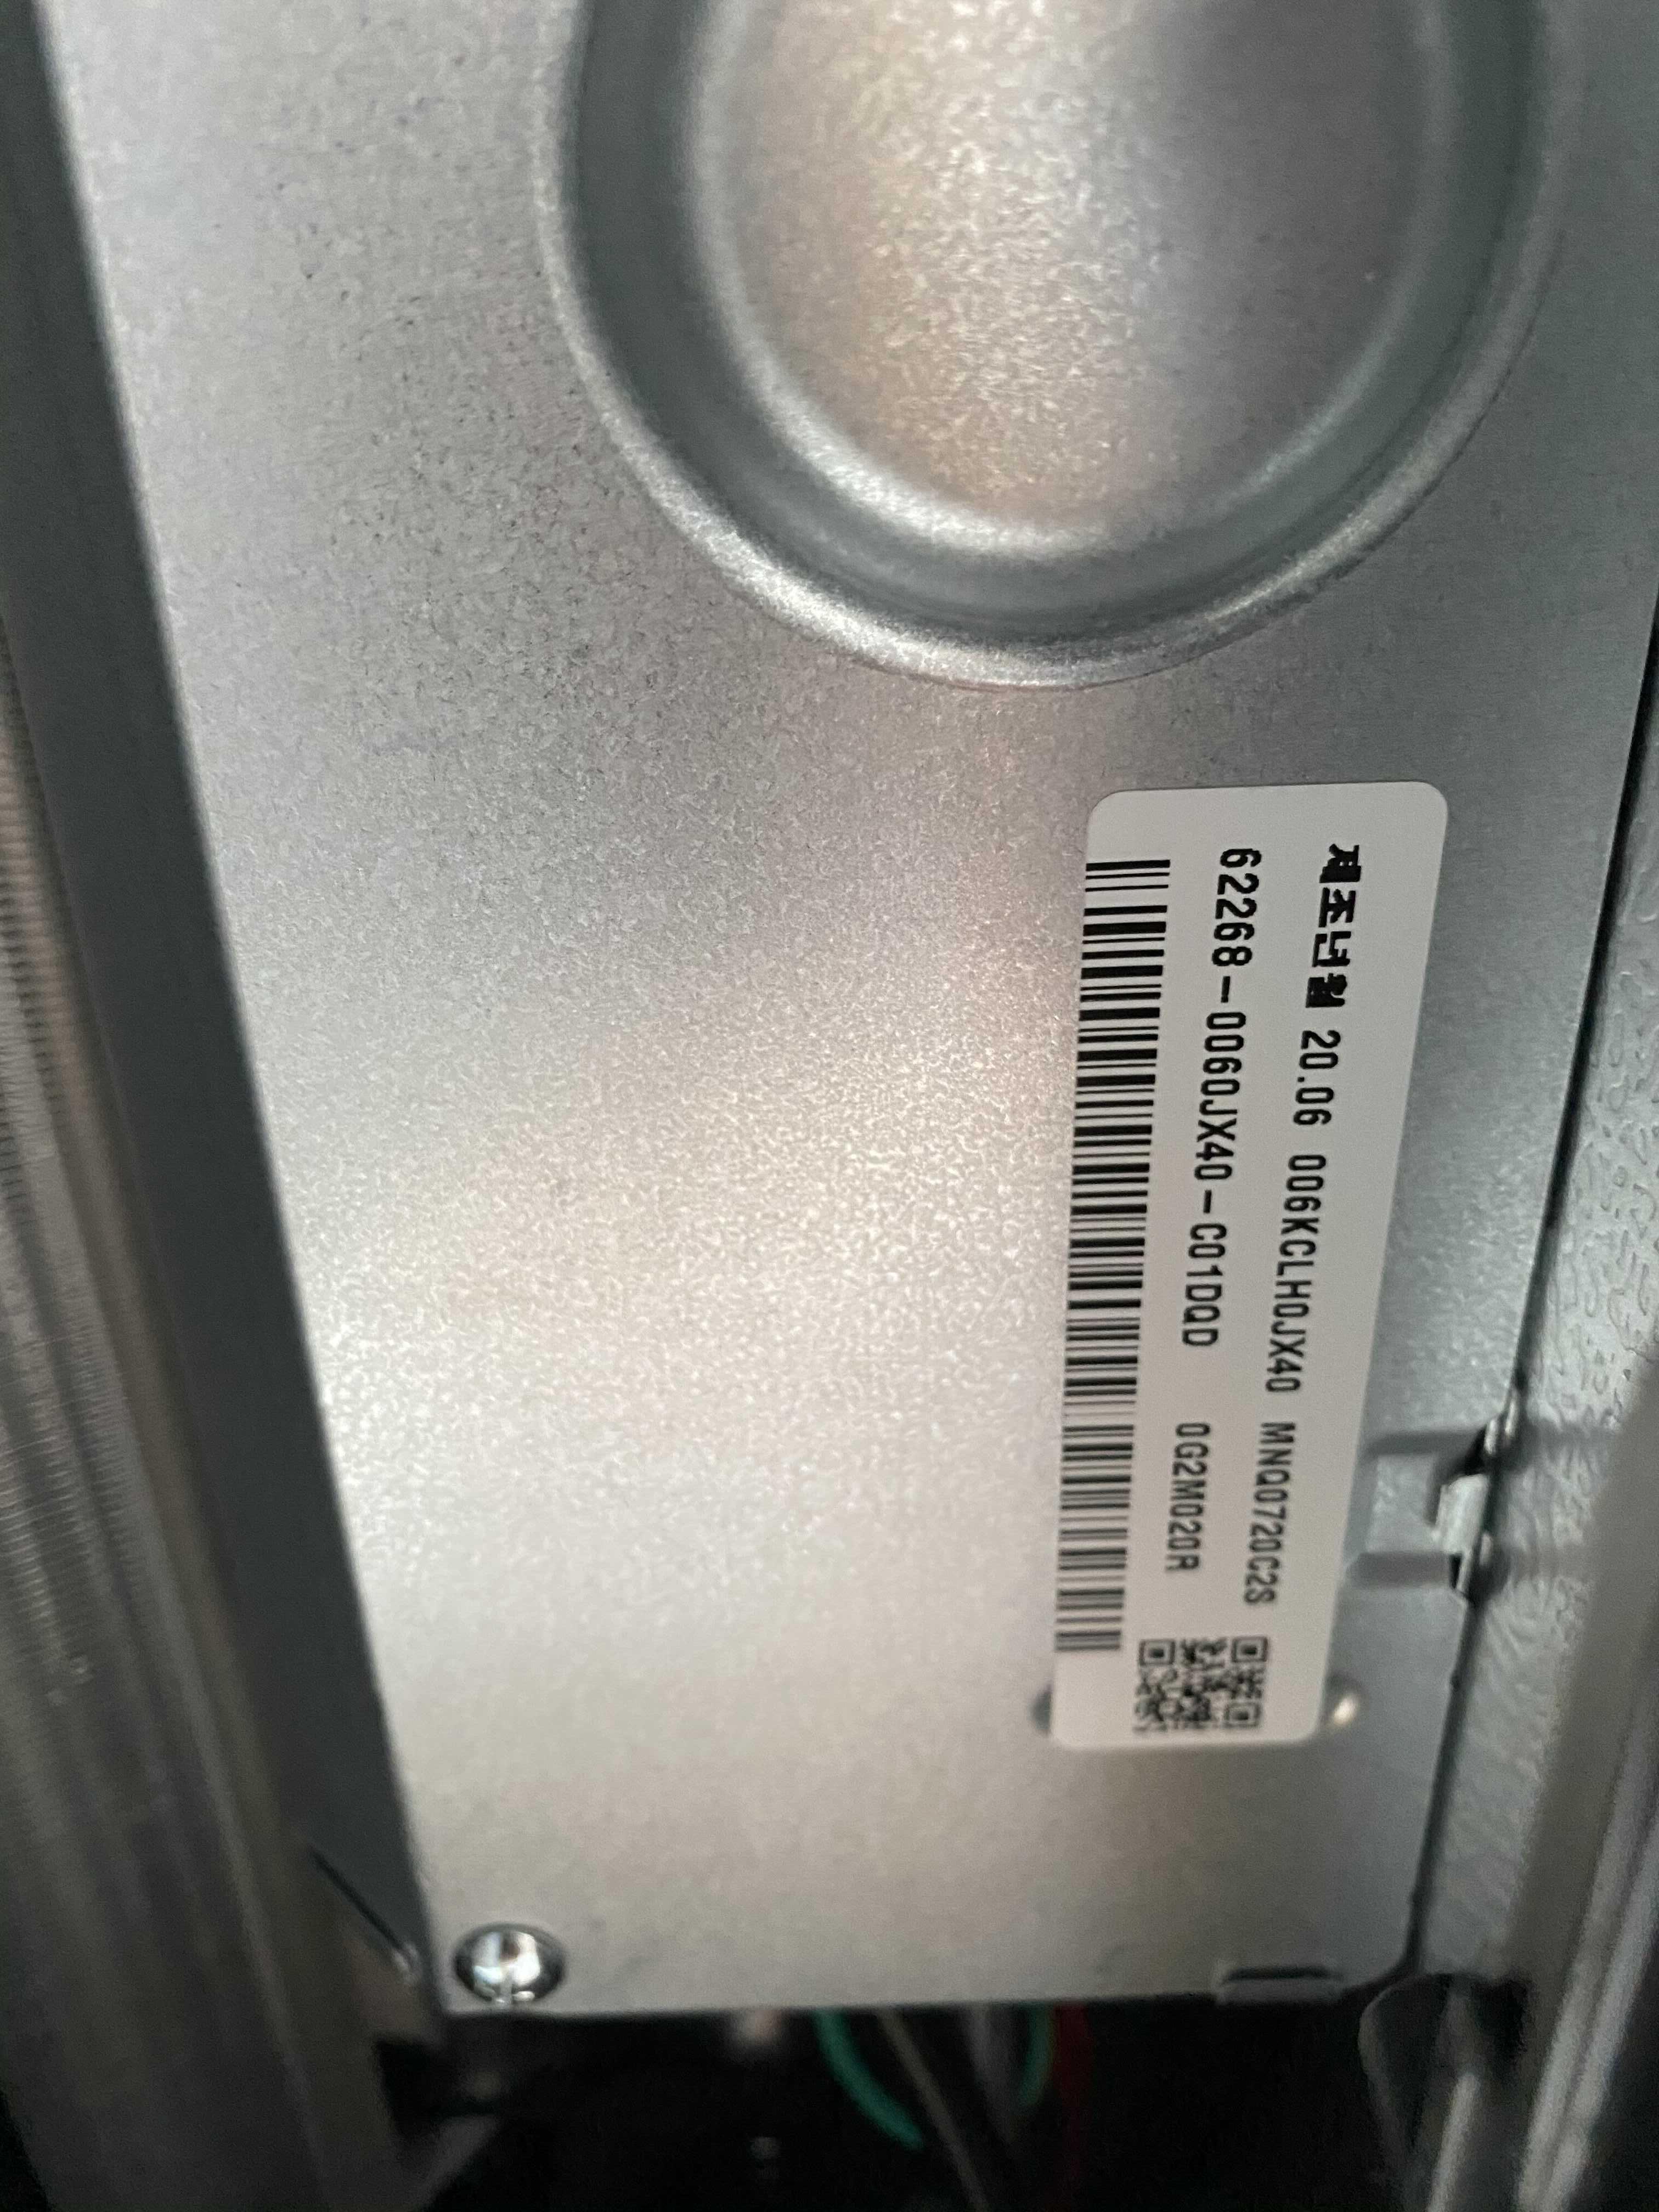 제조년월 20.06 006KCLH0JX40 MNQ0720C2S
62268-0060JX40-C01DQD 0G2M020R